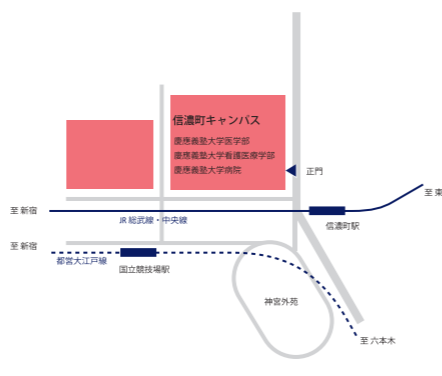 信濃町キャンパス
慶應義塾大学医学部
慶應義塾大学看護医療学部
慶應義塾大学病院
正門
至 東
至 新宿
JR 総武線・中央線
信濃町駅
至 新宿
都営大江戸線
国立競技場駅
神宮外苑
至 六本木